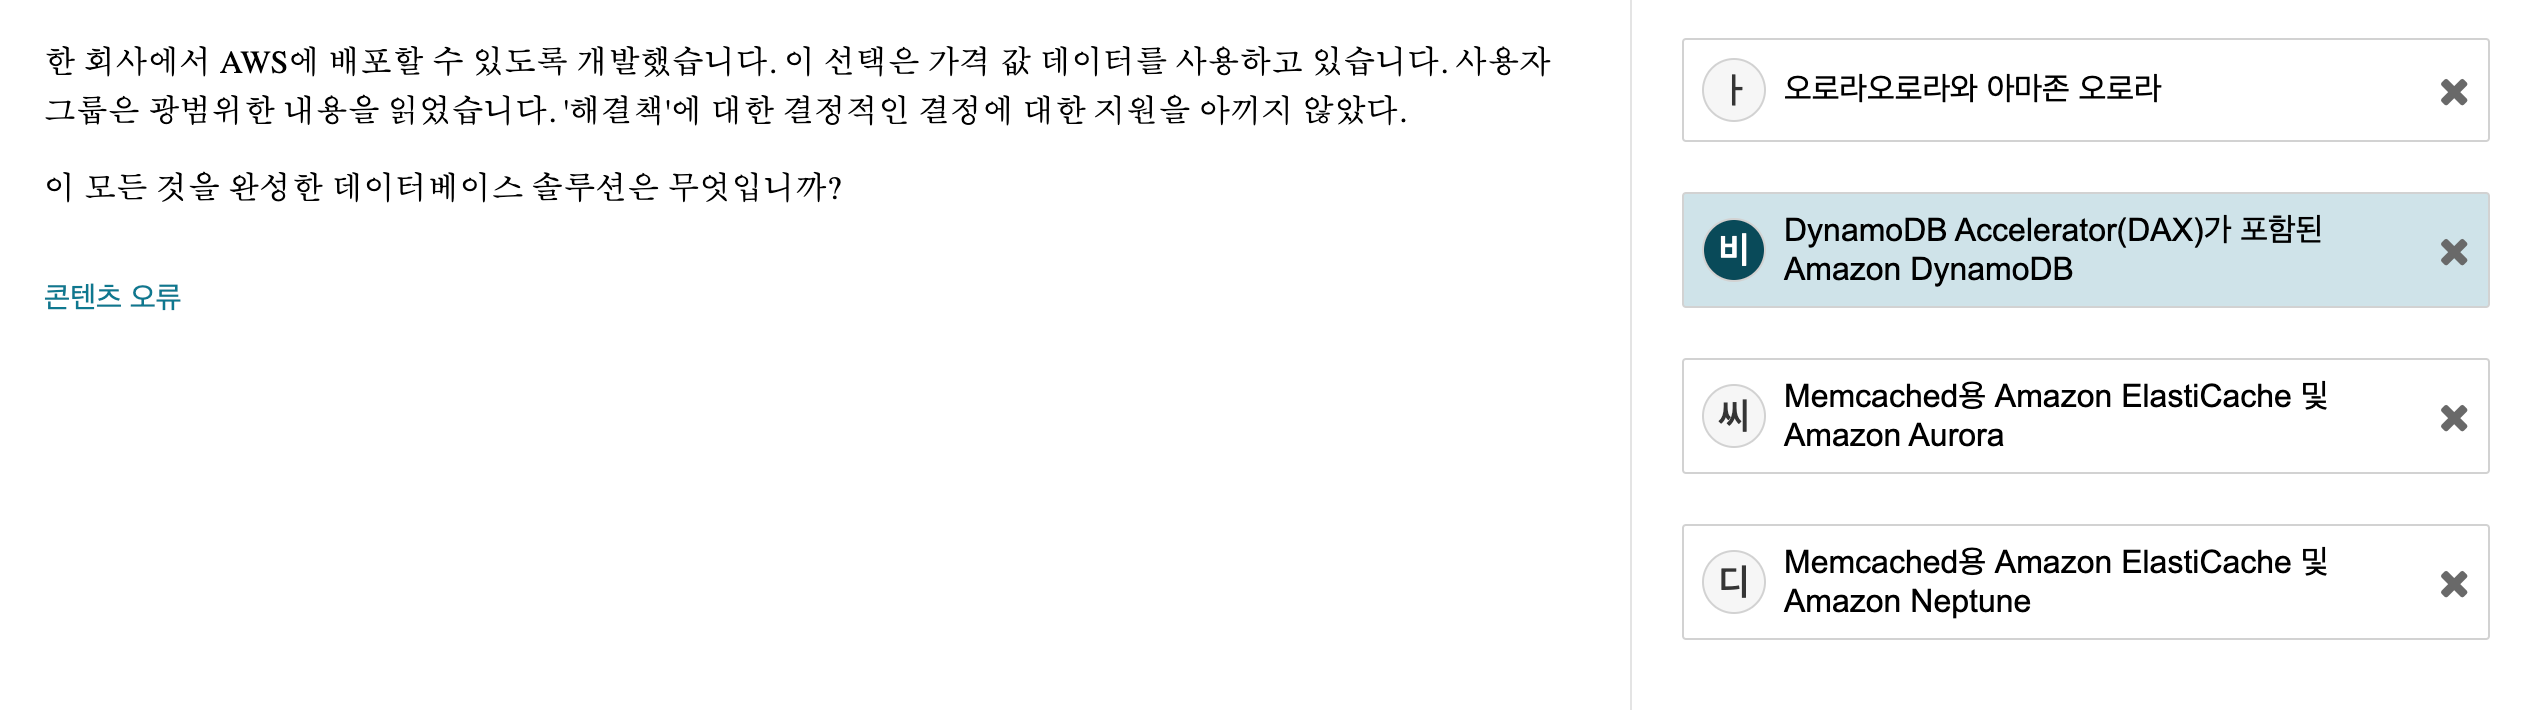 한 회사에서 AWS에 배포할 수 있도록 개발했습니다. 이 선택은 가격 값 데이터를 사용하고 있습니다. 사용자
그룹은 광범위한 내용을 읽었습니다. '해결책'에 대한 결정적인 결정에 대한 지원을 아끼지 않았다.
이 모든 것을 완성한 데이터베이스 솔루션은 무엇입니까?
콘텐츠 오류
ㅏ 오로라오로라와 아마존 오로라
비 DynamoDB Accelerator(DAX)가 포함된
Amazon DynamoDB
씨 Memcached용 Amazon ElastiCache 및
Amazon Aurora
디 Memcached용 Amazon ElastiCache 및
Amazon Neptune